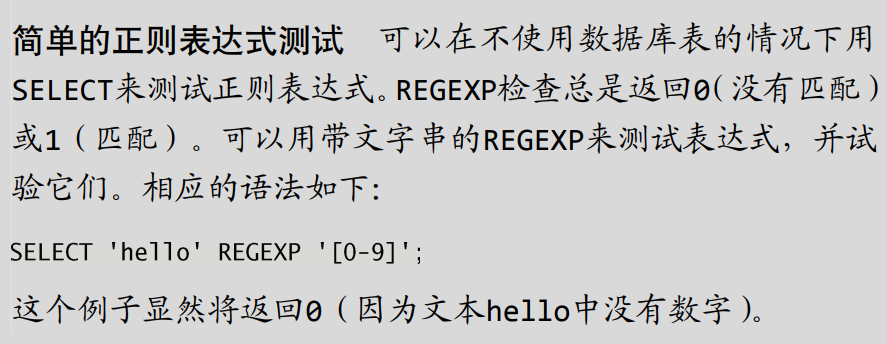 简单的正则表达式测试 可以在不使用数据库表的情况下用
SELECT来测试正则表达式。REGEXP检查总是返回0(没有匹配)
或1（匹配）。可以用带文字串的REGEXP来测试表达式，并试
验它们。相应的语法如下：
SELECT 'hello' REGEXP '[0-9]';
这个例子显然将返回0（因为文本hello中没有数字）。